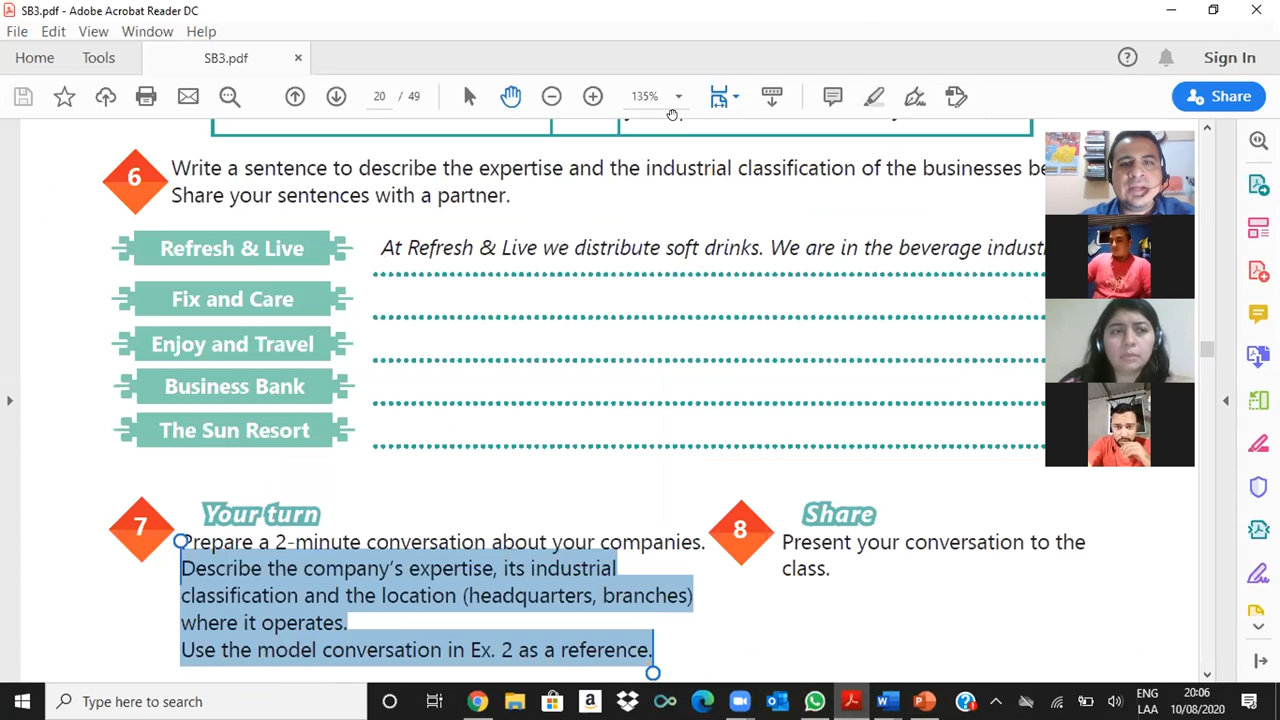 SB3.pdf - Adobe Acrobat Reader DC
File Edit View Window Help
Home Tools SB3.pdf × Sign In
20 / 49 135% Share
6 Write a sentence to describe the expertise and the industrial classification of the businesses be
Share your sentences with a partner.
Refresh & Live At Refresh & Live we distribute soft drinks. We are in the beverage industr
Fix and Care
Enjoy and Travel
Business Bank
The Sun Resort
7 Your turn
Prepare a 2-minute conversation about your companies.
Describe the company's expertise, its industrial
classification and the location (headquarters, branches)
where it operates.
Use the model conversation in Ex. 2 as a reference.
8 Share
Present your conversation to the
class.
Type here to search
ENG 20:06
LAA 10/08/2020